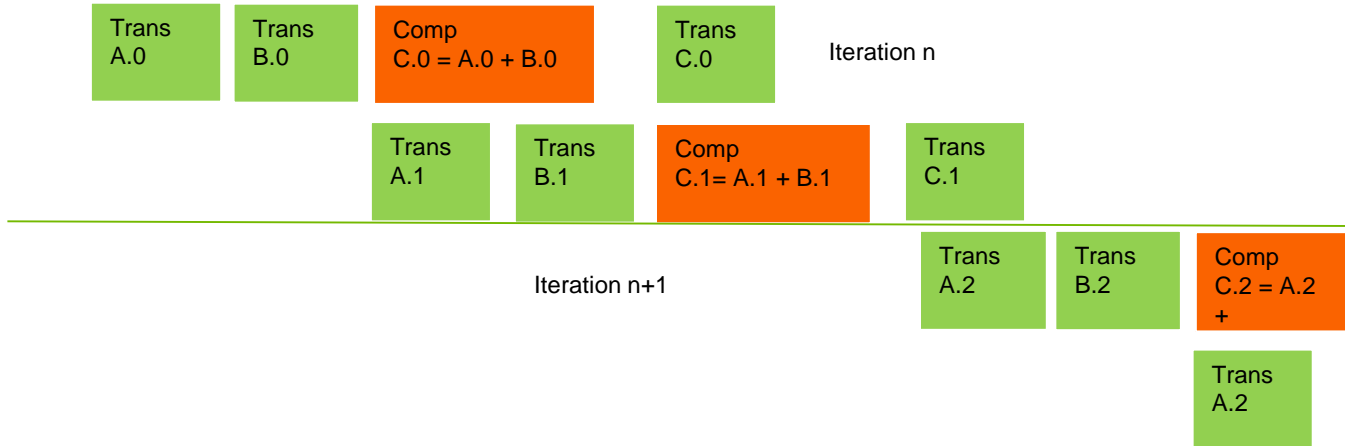 Trans
A.0
Trans
B.0
Comp
C.0 = A.0 + B.0
Trans
C.0
Iteration n
Trans
A.1
Trans
B.1
Comp
C.1= A.1 + B.1
Trans
C.1
Iteration n+1
Trans
A.2
Trans
B.2
Comp
C.2 = A.2
+
Trans
A.2